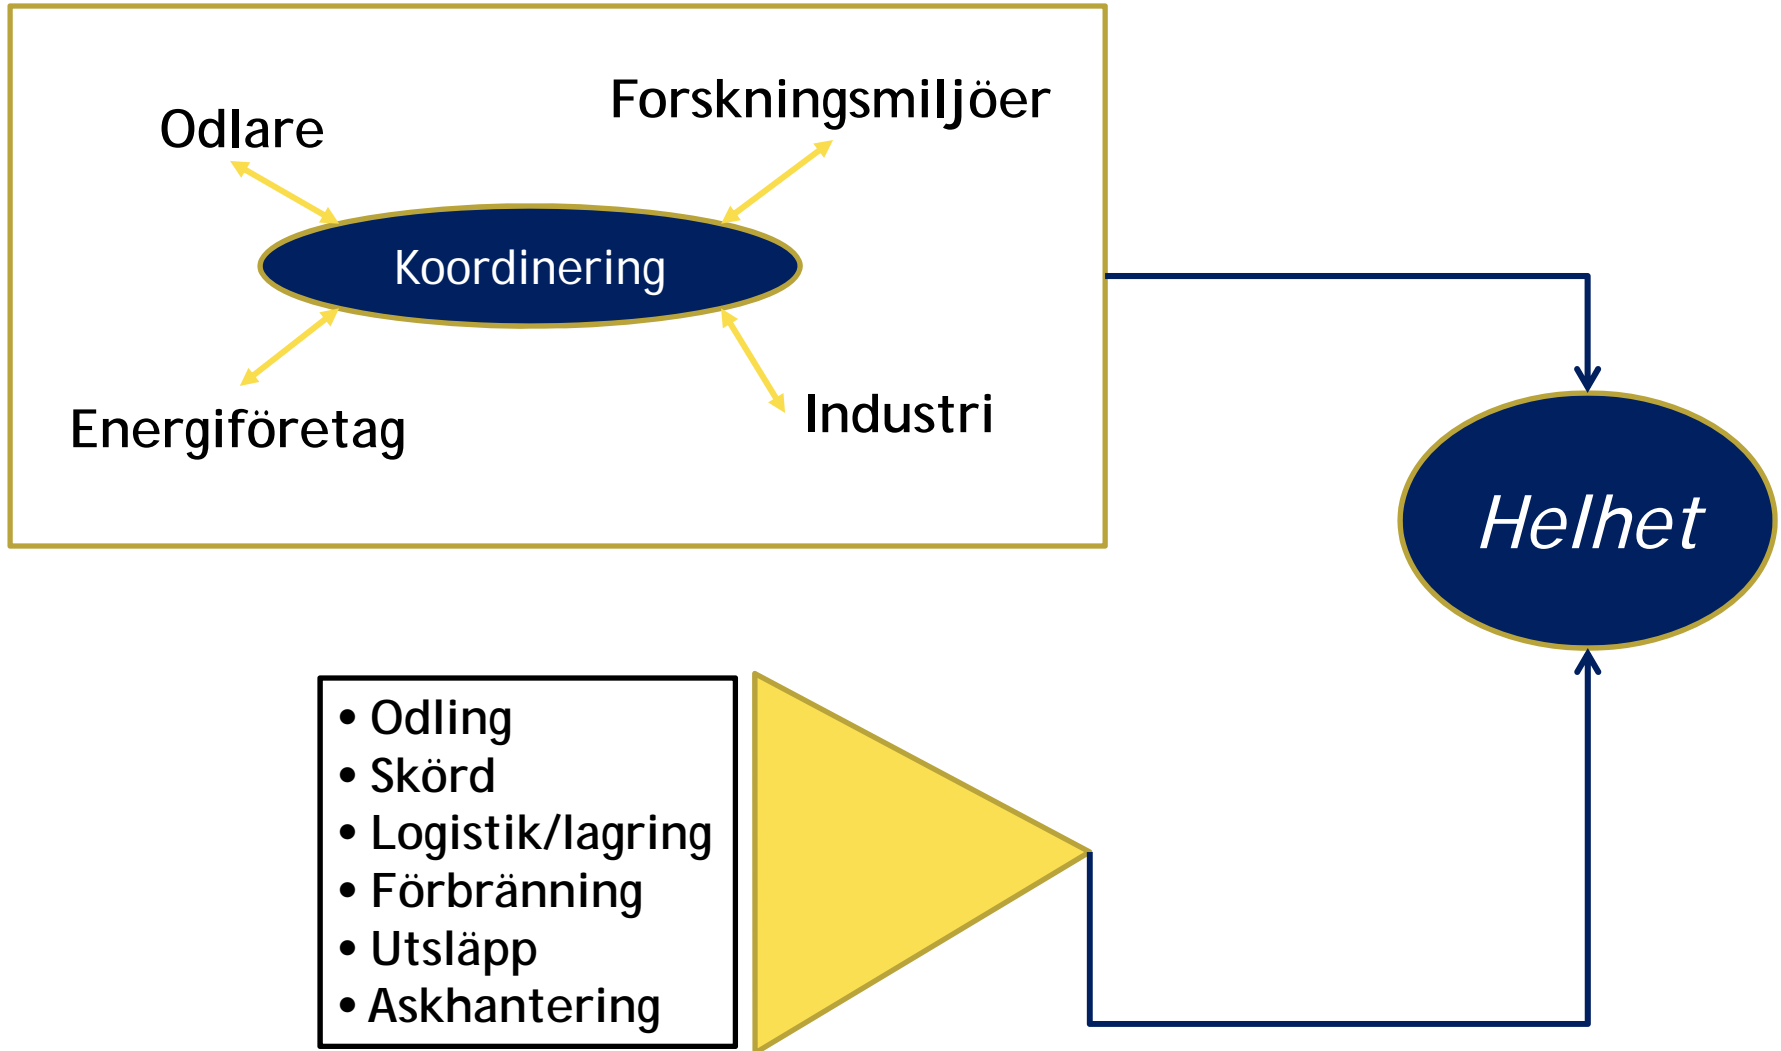 Odlare
Forskningsmiljöer
Koordinering
Energiföretag
Industri
Helhet
• Odling
• Skörd
• Logistik/lagring
• Förbränning
• Utsläpp
• Askhantering